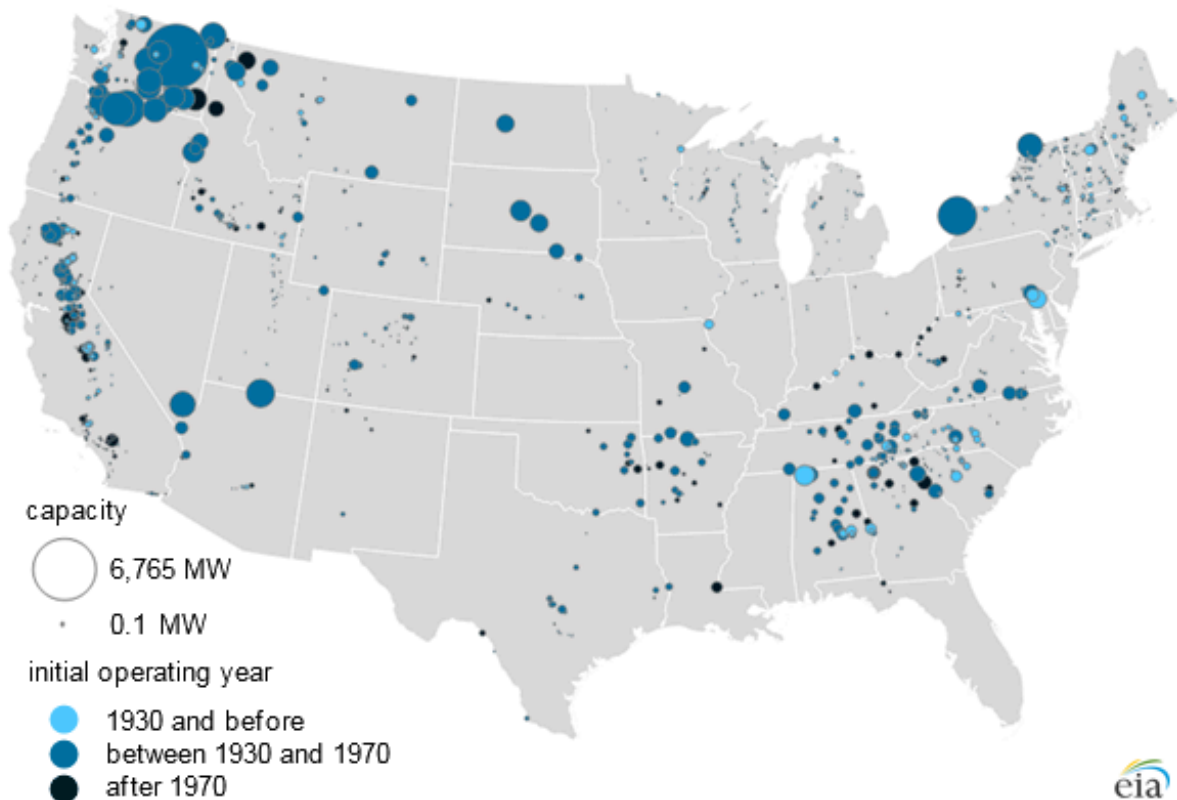 capacity
6,765 MW
0.1 MW
initial operating year
1930 and before
between 1930 and 1970
after 1970
eia